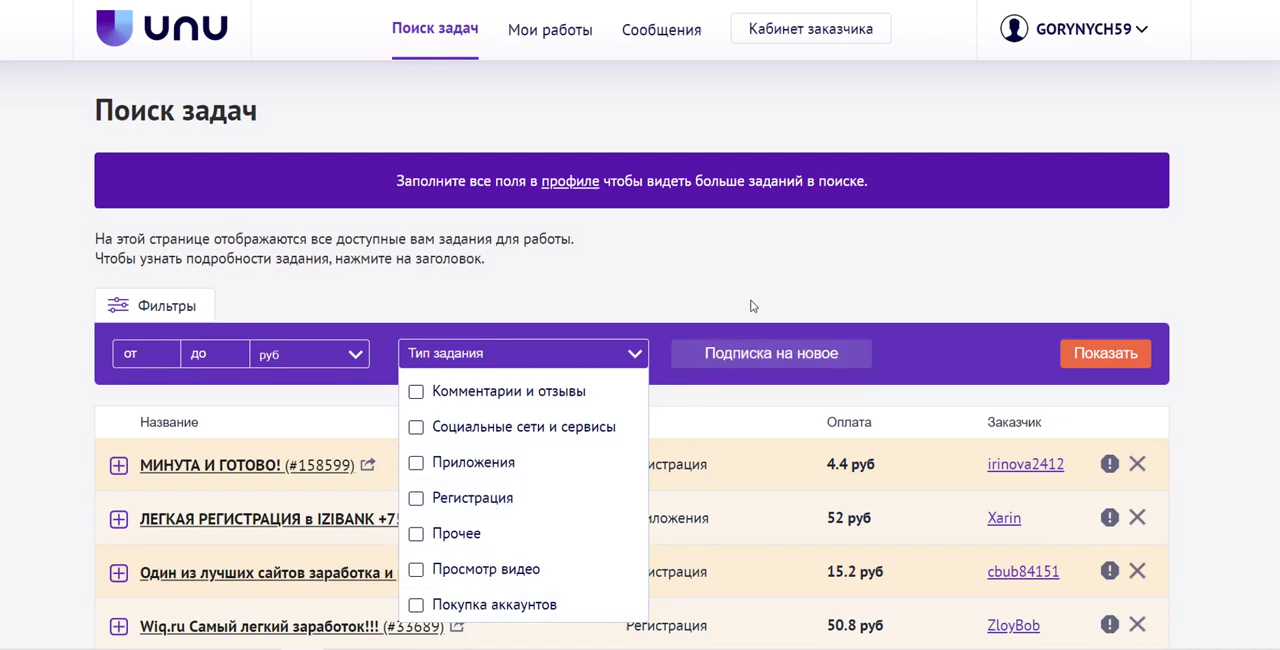 unu
Поиск задач
Мои работы
Сообщения
Кабинет заказчика
GORYNYCH59
Поиск задач
Заполните все поля в профиле чтобы видеть больше заданий в поиске.
На этой странице отображаются все доступные вам задания для работы.
Чтобы узнать подробности задания, нажмите на заголовок.
Фильтры
от
до
руб
Тип задания
Подписка на новое
Показать
Комментарии и отзывы
Социальные сети и сервисы
Приложения
Регистрация
Прочее
Просмотр видео
Покупка аккаунтов
Название
Оплата
Заказчик
МИНУТА И ГОТОВО! (#158599)
истрация
4.4 руб
irinova2412
ЛЕГКАЯ РЕГИСТРАЦИЯ в IZIBANK +75
иложения
52 руб
Xarin
Один из лучших сайтов заработка и
истрация
15.2 руб
cbub84151
Wiq.ru Самый легкий заработок!!! (#33689)
Регистрация
50.8 руб
ZloyBob